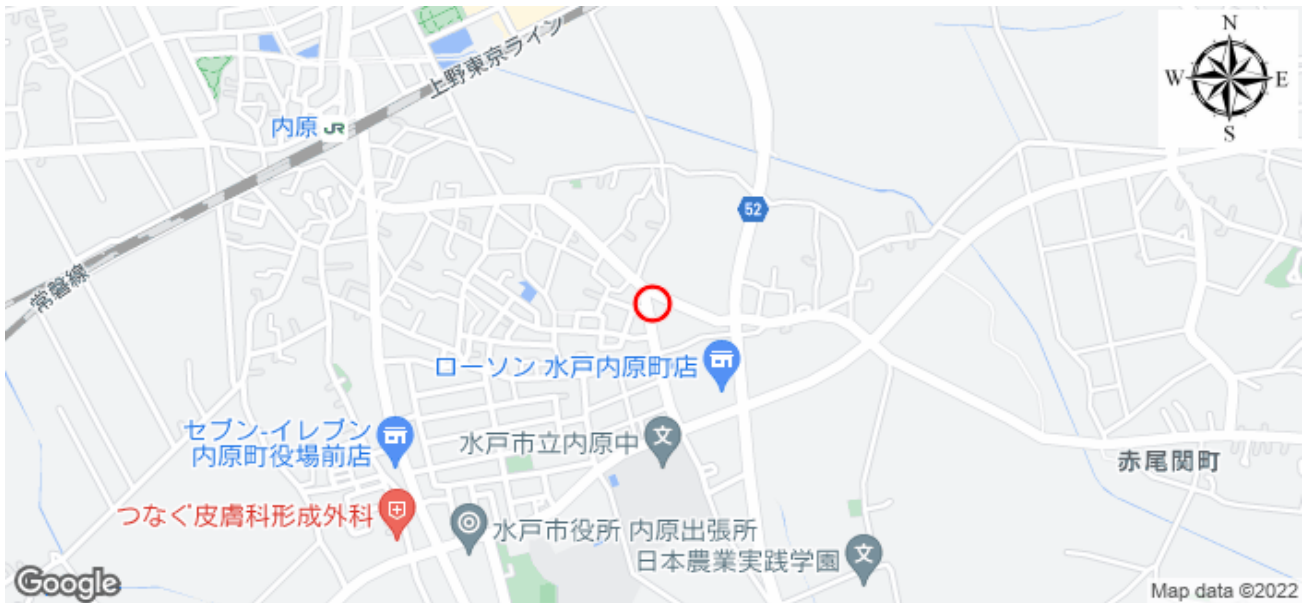 上野東京ライン
N
W
E
S
内原
JR
52
常磐線
ローソン 水戸内原町店
セブン-イレブン
内原町役場前店
水戸市立内原中
文
赤尾関町
つなぐ皮膚科形成外科
水戸市役所 内原出張所
日本農業実践学園
文
Google
Map data ©2022